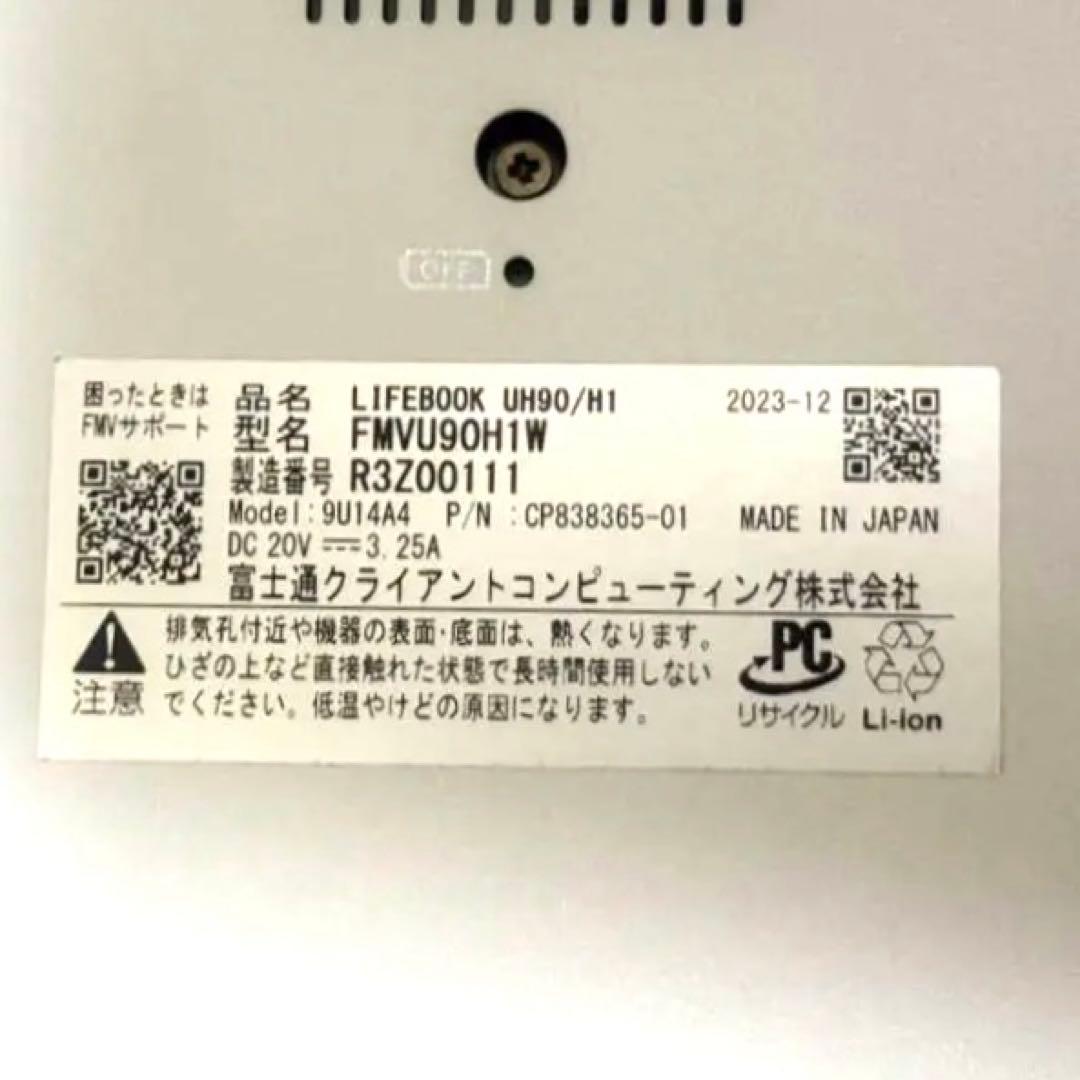 OFF
困ったときは
FMVサポート
品名 LIFEBOOK UH90/H1 2023-12
型名 FMVU90H1W
製造番号 R3Z00111
Model:9U14A4 P/N :CP838365-01 MADE IN JAPAN
DC 20V ⎓ 3.25A
富士通クライアントコンピューティング株式会社
注意
排気孔付近や機器の表面・底面は、熱くなります。
ひざの上など直接触れた状態で長時間使用しない
でください。低温やけどの原因になります。
PC
リサイクル
Li-ion